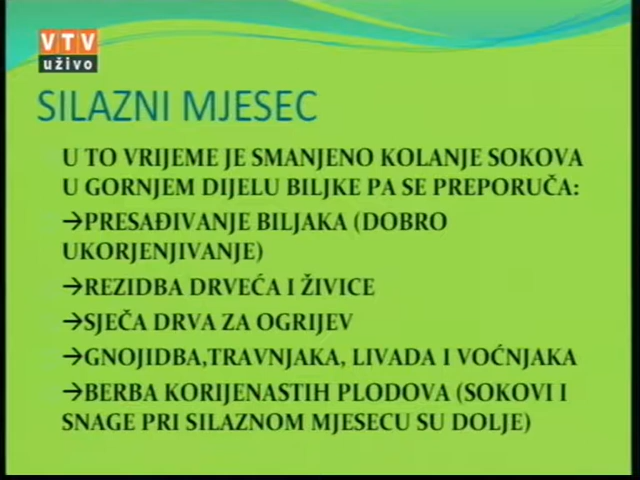 VTV
uživo
SILAZNI MJESEC
U TO VRIJEME JE SMANJENO KOLANJE SOKOVA
U GORNJEM DIJELU BILJKE PA SE PREPORUČA:
→PRESAĐIVANJE BILJAKA (DOBRO
UKORJENJIVANJE)
→REZIDBA DRVEĆA I ŽIVICE
→SJEČA DRVA ZA OGRIJEV
→GNOJIDBA,TRAVNJAKA, LIVADA I VOĆNJAKA
→BERBA KORIJENASTIH PLODOVA (SOKOVI I
SNAGE PRI SILAZNOM MJESECU SU DOLJE)